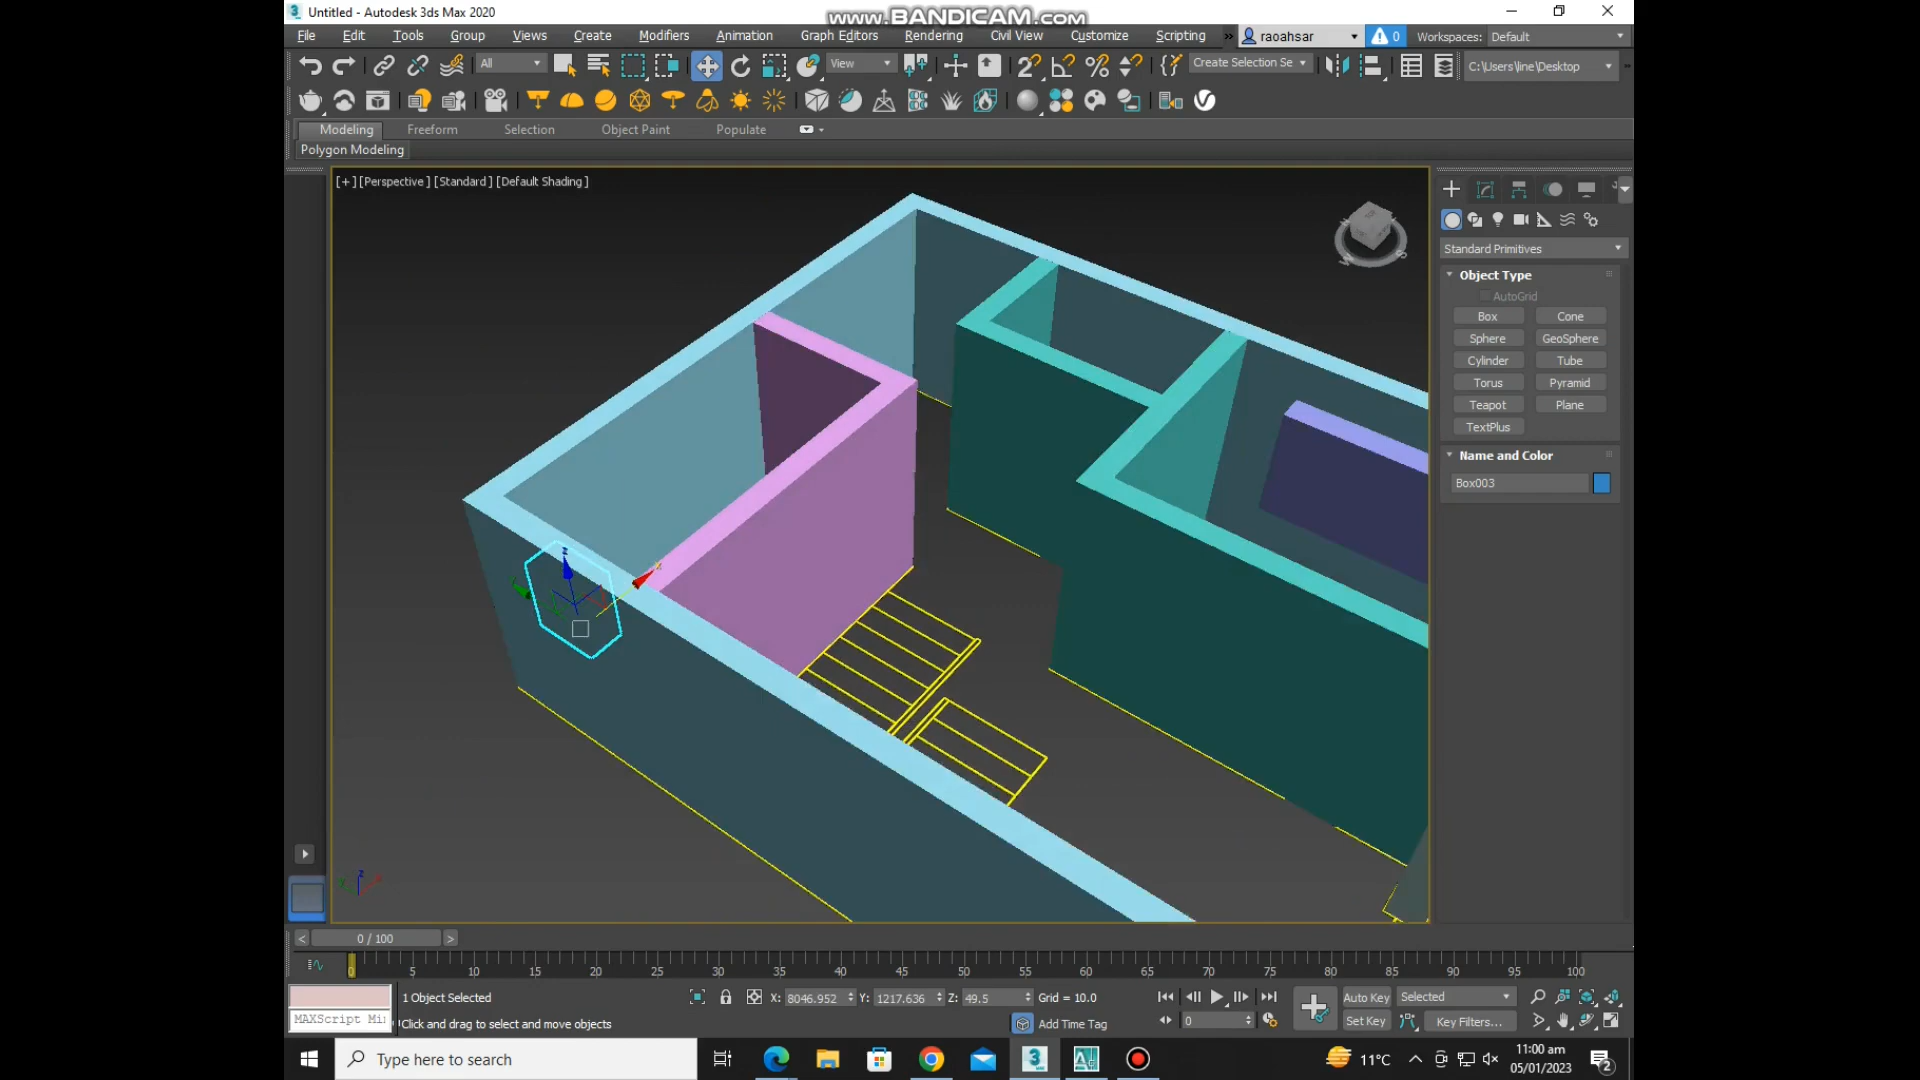 Untitled - Autodesk 3ds Max 2020
www.BANDICAM.com
File Edit Tools Group Views Create Modifiers Animation Graph Editors Rendering Civil View Customize Scripting » raoahsar 0 Workspaces: Default
All View Create Selection Se C:\Users\line\Desktop
Modeling Freeform Selection Object Paint Populate
Polygon Modeling
[+] [Perspective] [Standard] [Default Shading]
Standard Primitives
Object Type
AutoGrid
Box Cone
Sphere GeoSphere
Cylinder Tube
Torus Pyramid
Teapot Plane
TextPlus
Name and Color
Box003
< 0 / 100 >
0 5 10 15 20 25 30 35 40 45 50 55 60 65 70 75 80 85 90 95 100
1 Object Selected X: 8046.952 Y: 1217.636 Z: 49.5 Grid = 10.0 Auto Key Selected
MAXScript Mi Click and drag to select and move objects Add Time Tag 0 Set Key Key Filters...
Type here to search 11°C 11:00 am
05/01/2023 2